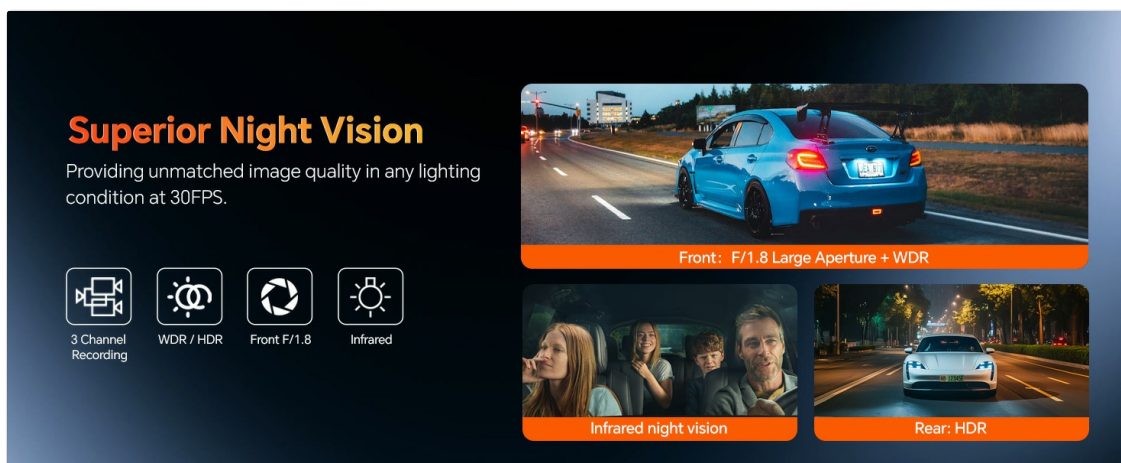 Superior Night Vision
Providing unmatched image quality in any lighting
condition at 30FPS.
3 Channel
Recording
WDR / HDR
Front F/1.8
Infrared
Front: F/1.8 Large Aperture + WDR
Infrared night vision
Rear: HDR